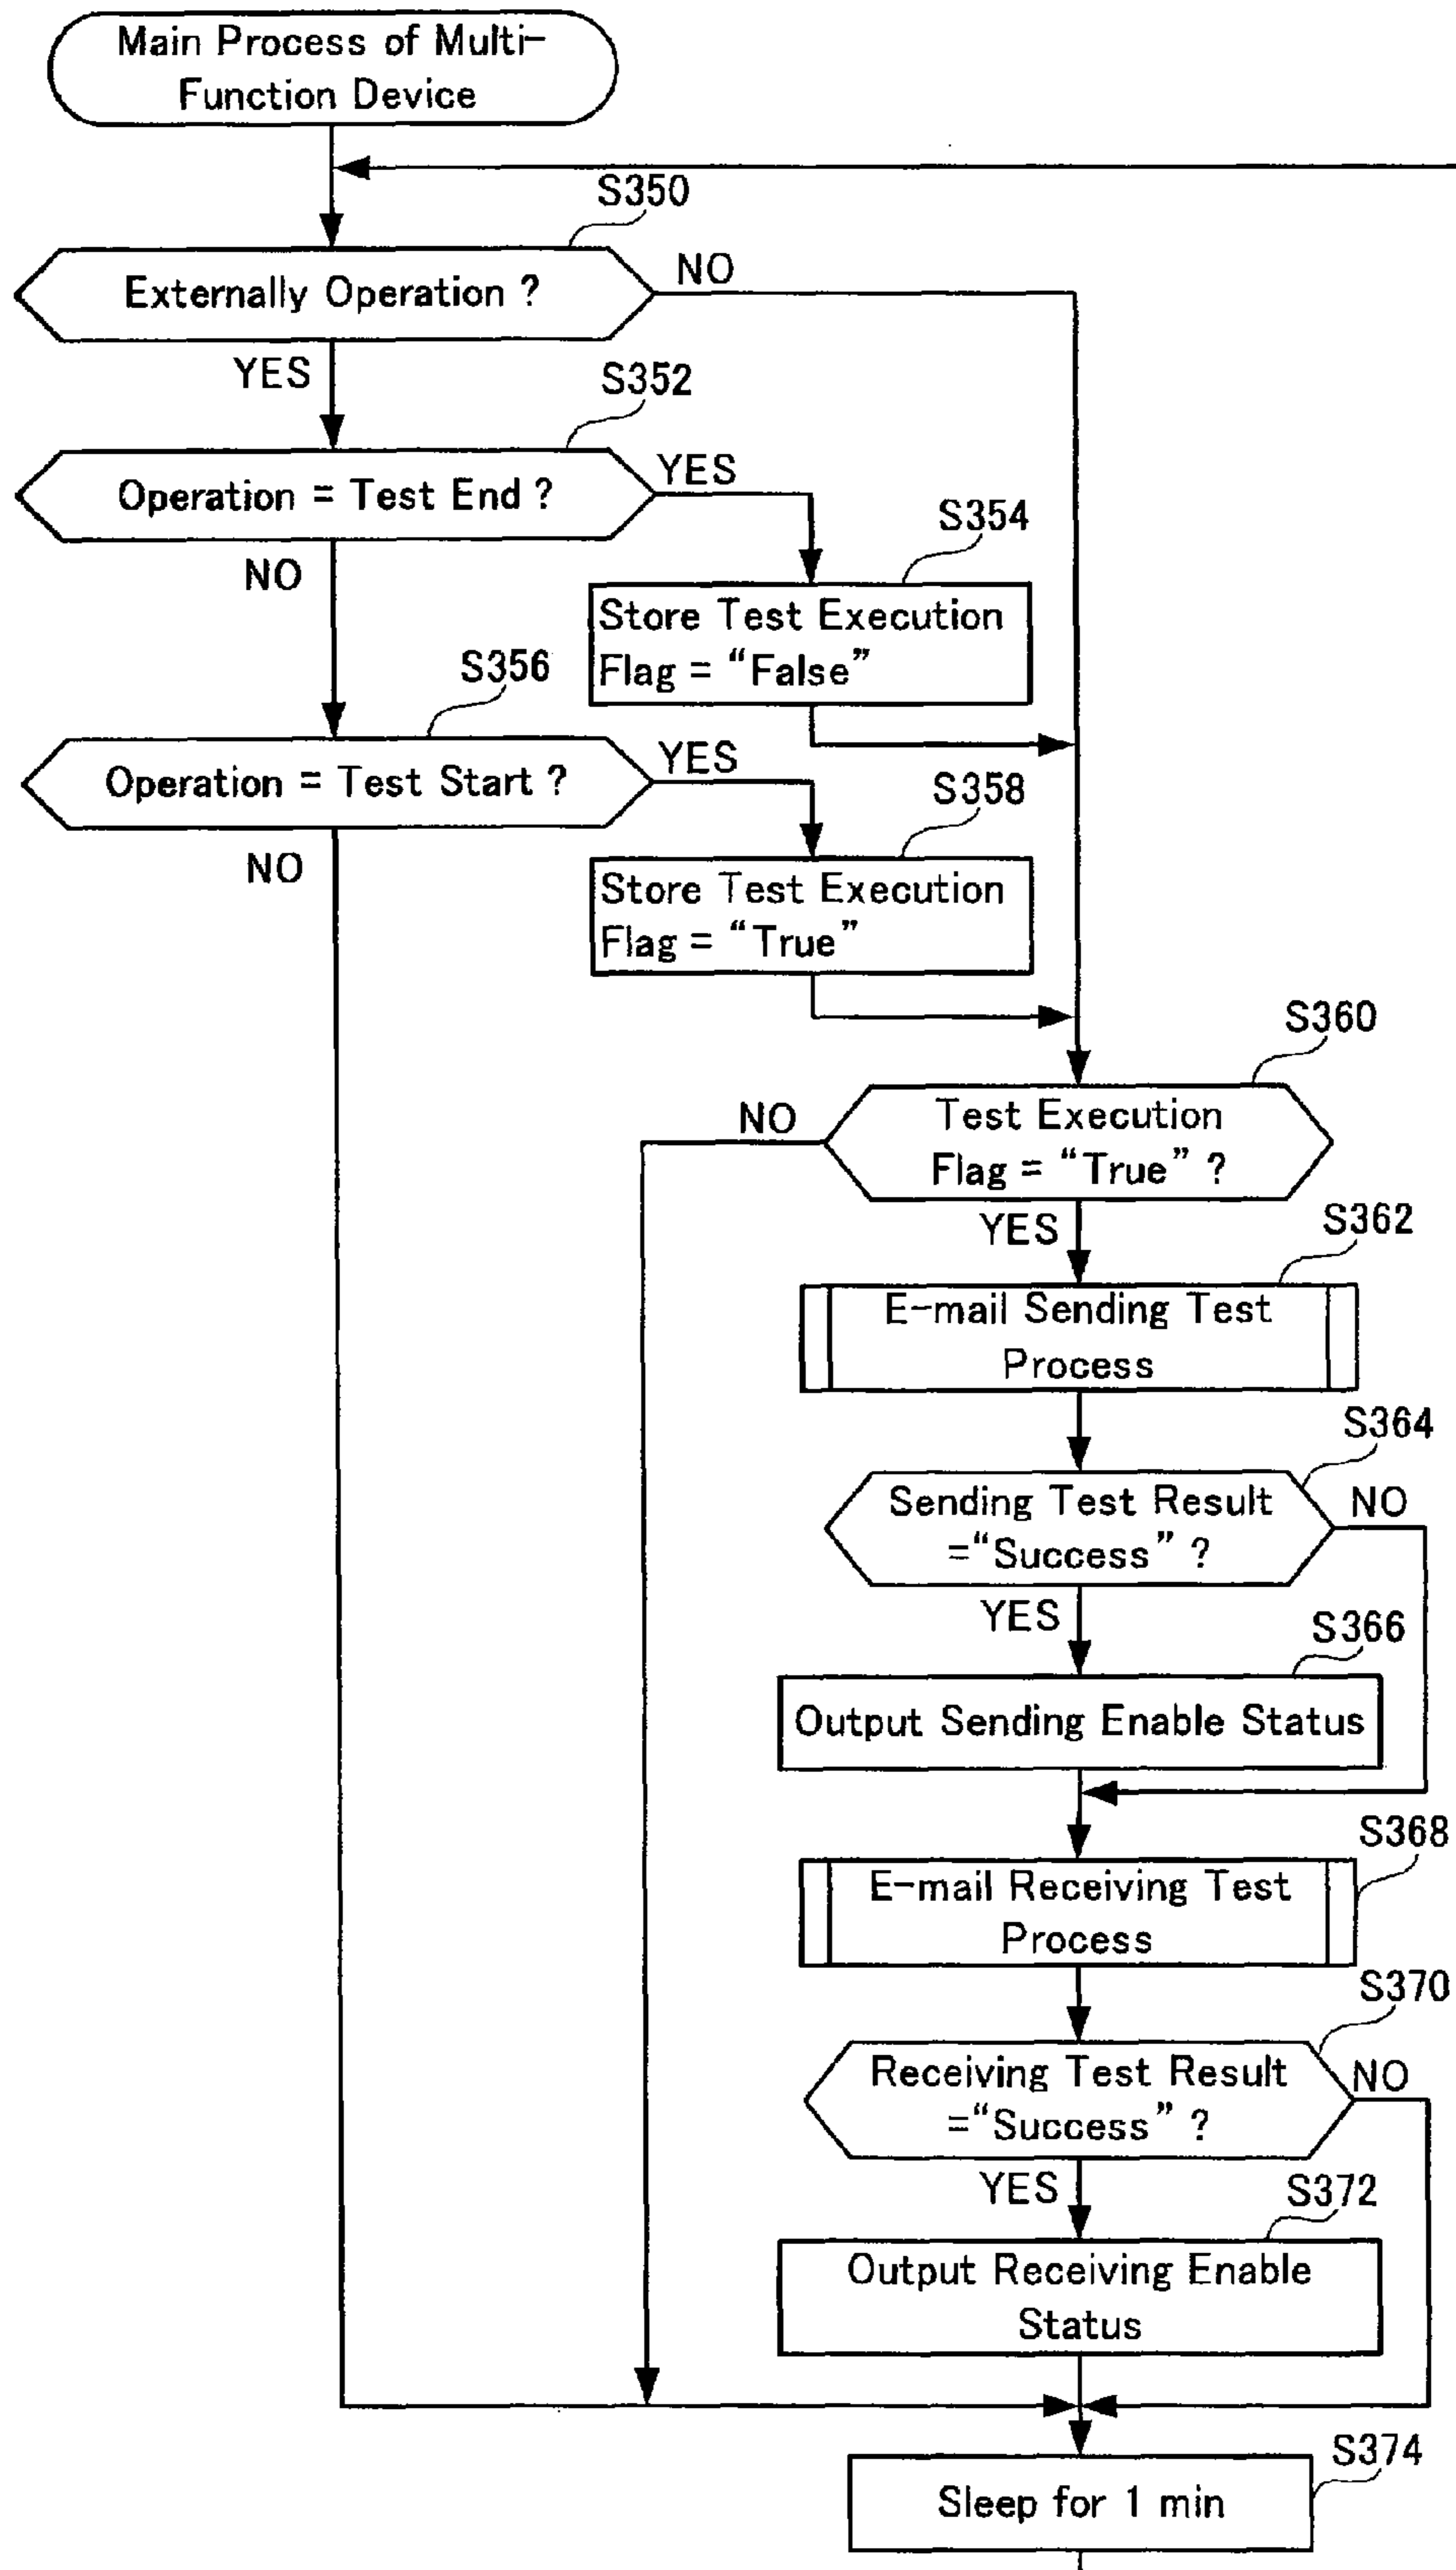 Main Process of Multi-
Function Device
S350
Externally Operation ?
NO
YES
S352
Operation = Test End ?
YES
NO
S354
Store Test Execution
Flag = “False”
S356
Operation = Test Start ?
YES
NO
S358
Store Test Execution
Flag = “True”
S360
Test Execution
Flag = “True” ?
NO
YES
S362
E-mail Sending Test
Process
S364
Sending Test Result
=“Success” ?
NO
YES
S366
Output Sending Enable Status
S368
E-mail Receiving Test
Process
S370
Receiving Test Result
=“Success” ?
NO
YES
S372
Output Receiving Enable
Status
S374
Sleep for 1 min